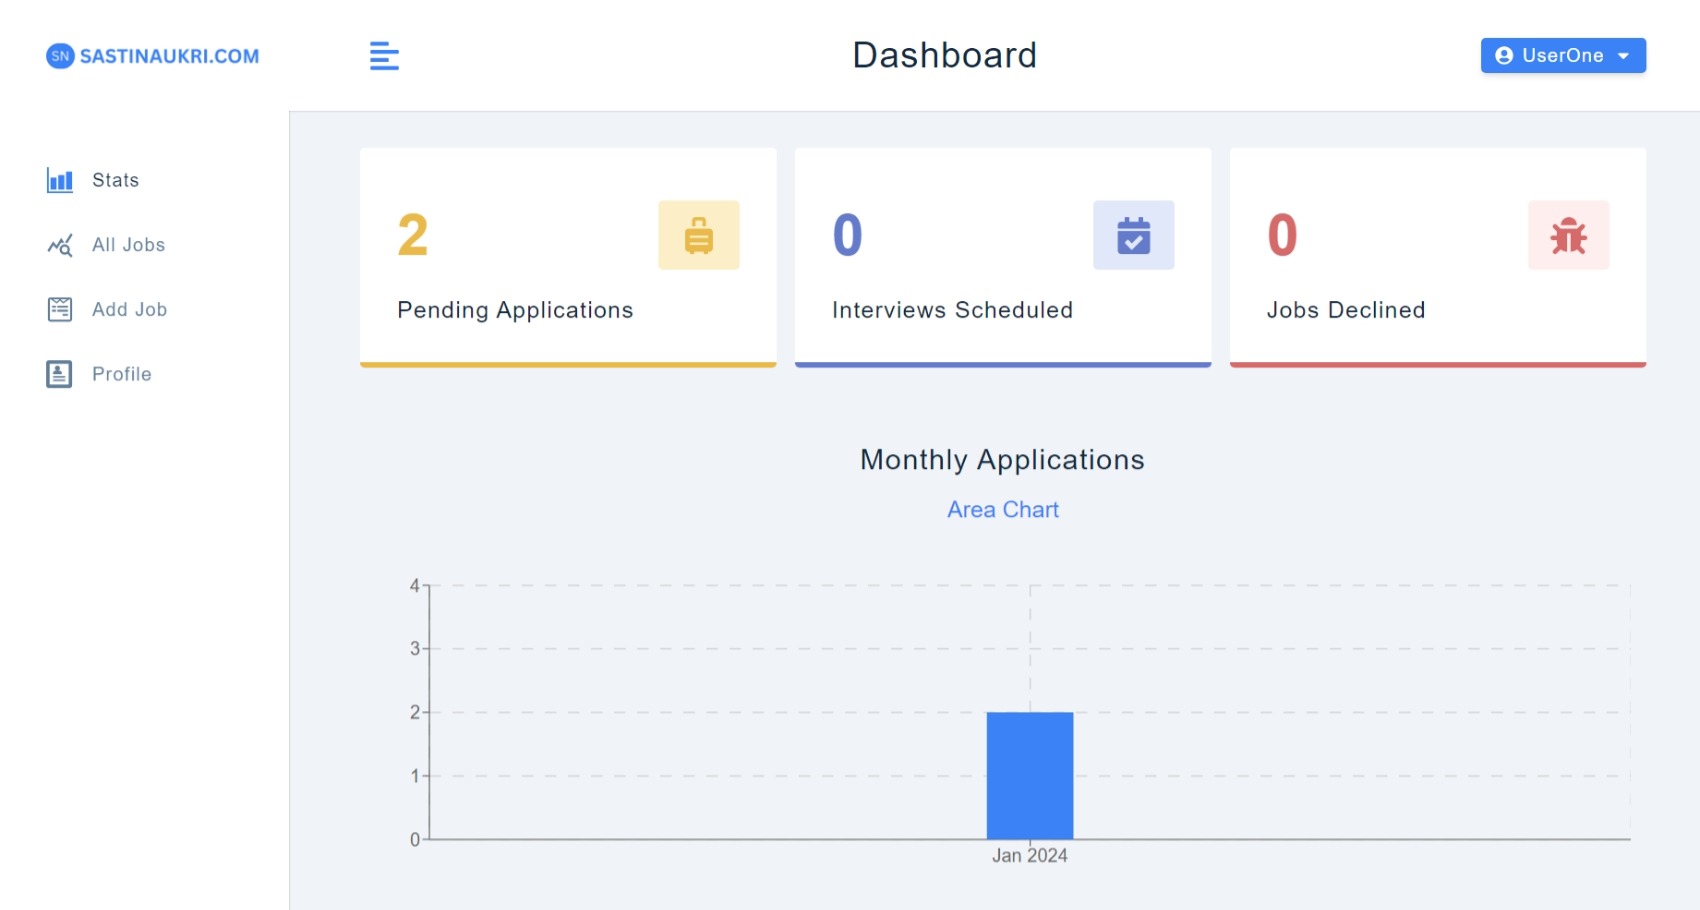 SN SASTINAUKRI.COM
Dashboard
UserOne
Stats
All Jobs
Add Job
Profile
2
Pending Applications
0
Interviews Scheduled
0
Jobs Declined
Monthly Applications
Area Chart
4
3
2
1
0
Jan 2024